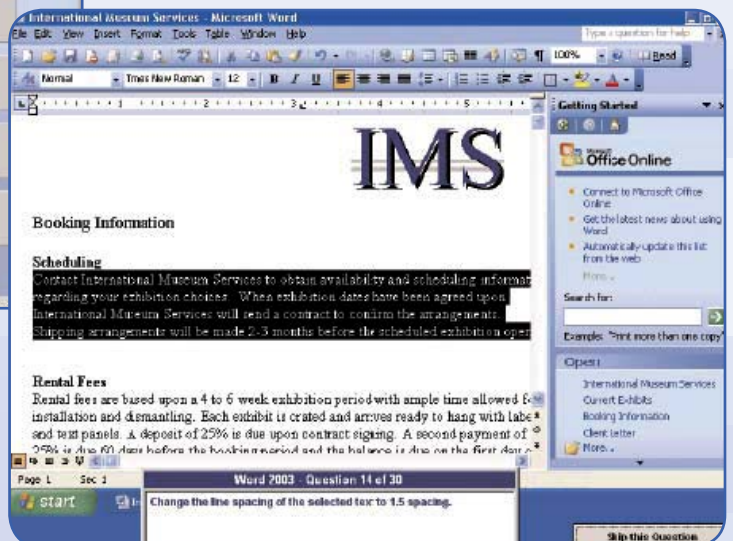 International Museum Services - Microsoft Word
File Edit View Insert Format Tools Table Window Help
Type a question for help
100% Read
Normal Times New Roman 12 B I U
1 2 3 4 5
Getting Started
IMS
Microsoft
Office Online
Connect to Microsoft Office
Online
Get the latest news about using
Word
Automatically update this list
from the web
More...
Search for:
Example: "Print more than one copy"
Open
International Museum Services
Current Exhibits
Booking Information
Client Letter
More...
Booking Information
Scheduling
Contact International Museum Services to obtain availability and scheduling informat
regarding your exhibition choices. When exhibition dates have been agreed upon
International Museum Services will send a contract to confirm the arrangements.
Shipping arrangements will be made 2-3 months before the scheduled exhibition open
Rental Fees
Rental fees are based upon a 4 to 6 week exhibition period with ample time allowed f
installation and dismantling. Each exhibit is crated and arrives ready to hang with labe
and text panels. A deposit of 25% is due upon contract signing. A second payment of
25% is due 60 days before the booking period and the balance is due on the first day
Page 1 Sec 1
start In
Word 2003 - Question 14 of 30
Change the line spacing of the selected text to 1.5 spacing.
Skip this Question